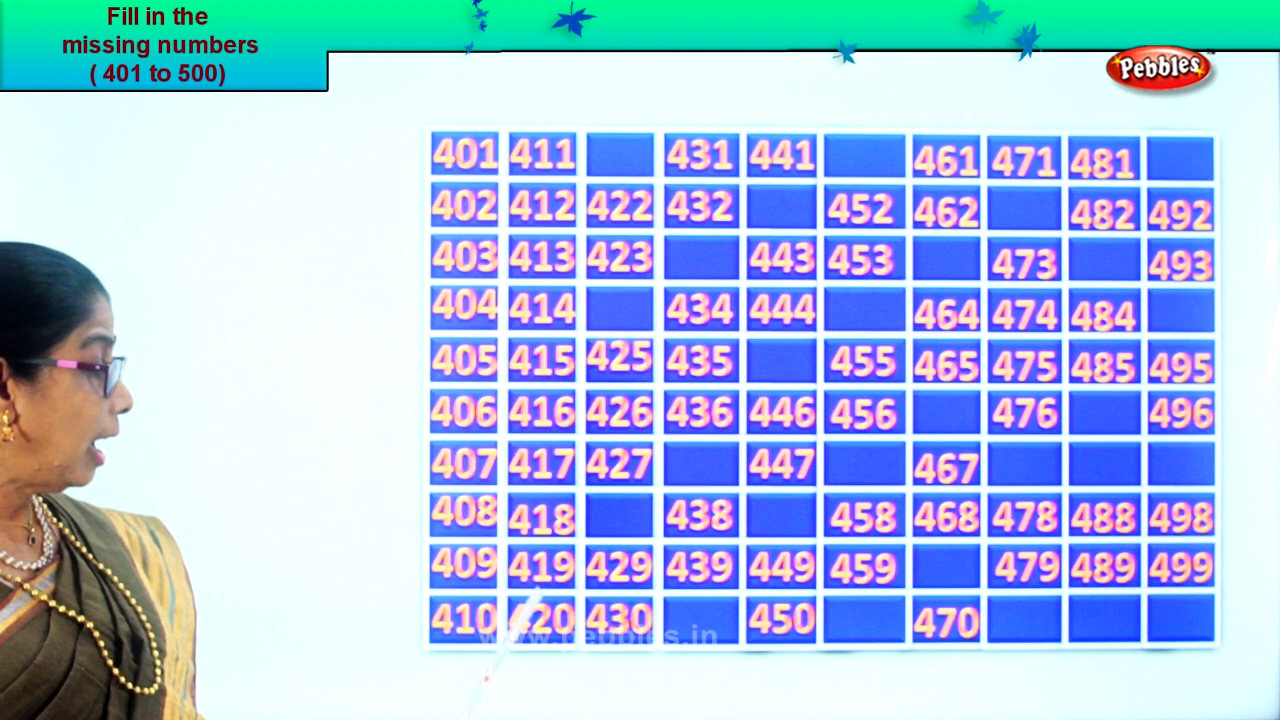 Fill in the
missing numbers
( 401 to 500)
Pebbles
401 411 431 441 461 471 481
402 412 422 432 452 462 482 492
403 413 423 443 453 473 493
404 414 434 444 464 474 484
405 415 425 435 455 465 475 485 495
406 416 426 436 446 456 476 496
407 417 427 447 467
408 418 438 458 468 478 488 498
409 419 429 439 449 459 479 489 499
410 420 430 450 470
www.pebbles.in